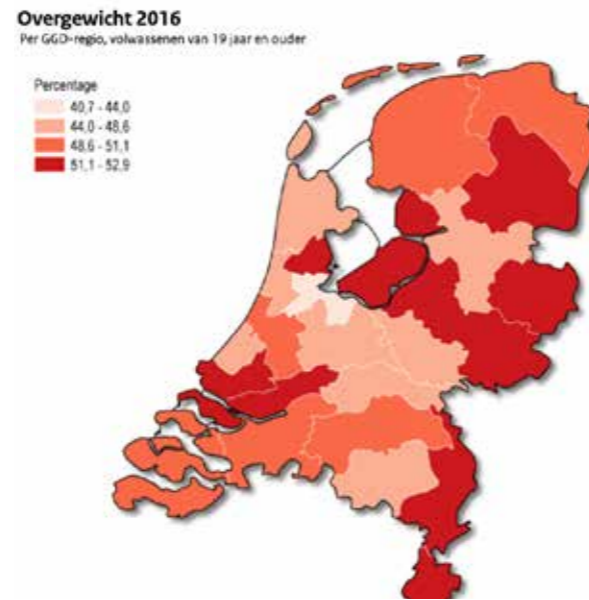 Overgewicht 2016
Per GGD-regio, volwassenen van 19 jaar en ouder
Percentage
40,7 - 44,0
44,0 - 48,6
48,6 - 51,1
51,1 - 52,9